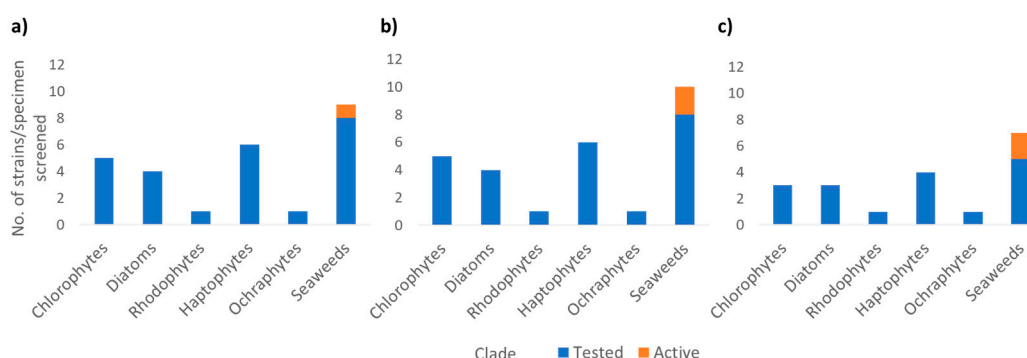 a)
No. of strains/specimen
screened
12
10
8
6
4
2
0
Chlorophytes
Diatoms
Rhodophytes
Haptophytes
Ochraphytes
Seaweeds
b)
12
10
8
6
4
2
0
Chlorophytes
Diatoms
Rhodophytes
Haptophytes
Ochraphytes
Seaweeds
c)
12
10
8
6
4
2
0
Chlorophytes
Diatoms
Rhodophytes
Haptophytes
Ochraphytes
Seaweeds
Clade Tested Active